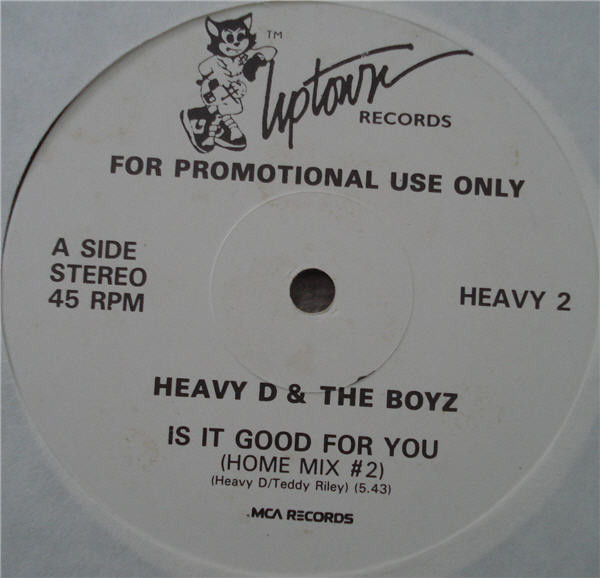 Uptown TM
RECORDS
FOR PROMOTIONAL USE ONLY
A SIDE
STEREO
45 RPM
HEAVY 2
HEAVY D & THE BOYZ
IS IT GOOD FOR YOU
(HOME MIX #2)
(Heavy D/Teddy Riley) (5.43)
MCA RECORDS